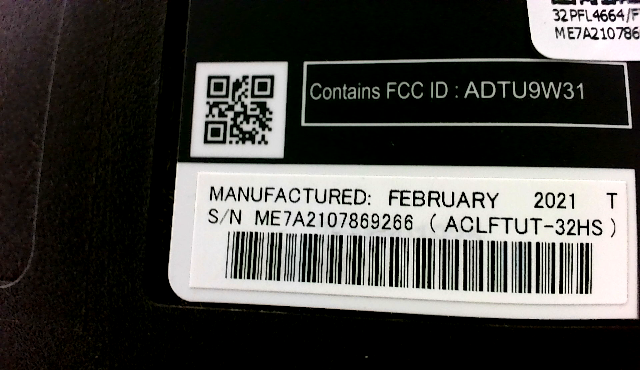 32PFL4664/F
ME7A210786
Contains FCC ID : ADTU9W31
MANUFACTURED: FEBRUARY 2021 T
S/N ME7A2107869266 ( ACLFTUT-32HS )